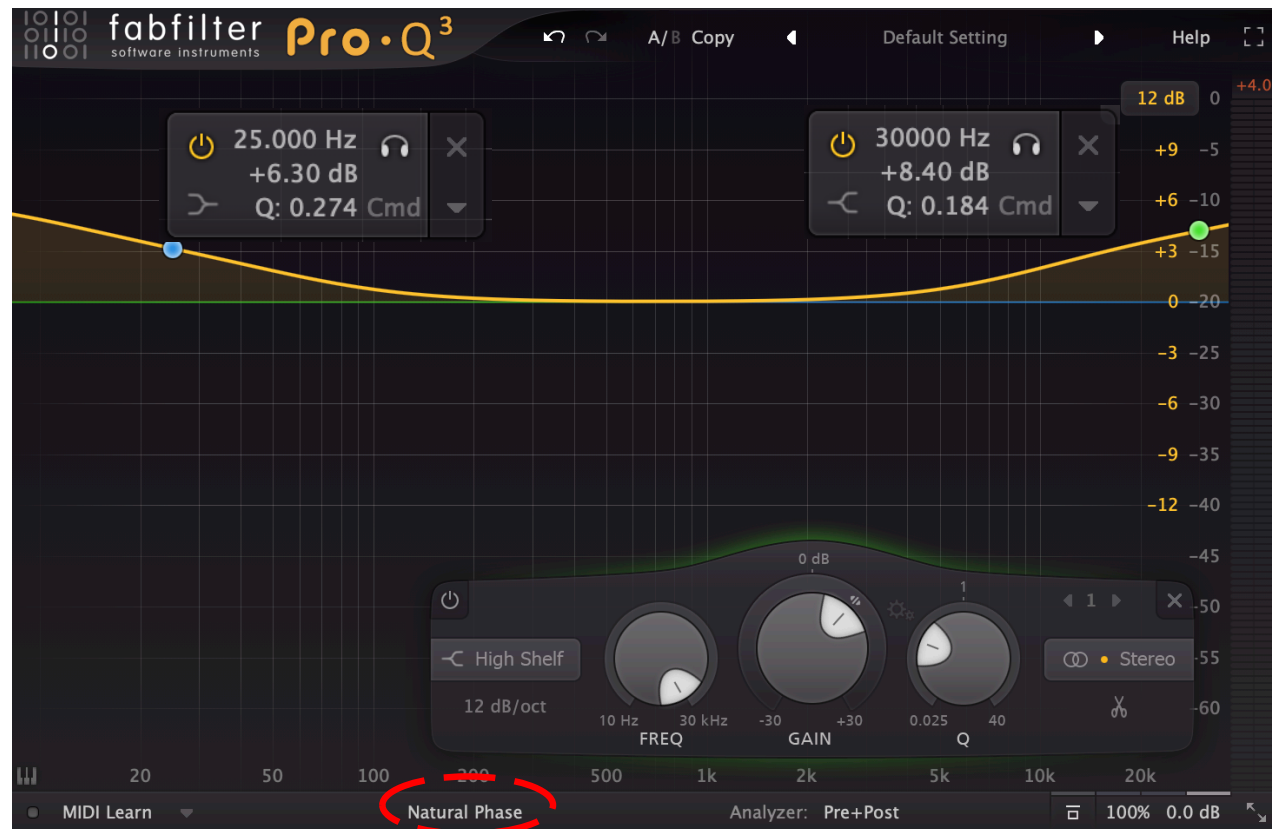 fabfilter
software instruments
Pro·Q³
A/B Copy
Default Setting
Help
12 dB 0 +4.0
25.000 Hz
+6.30 dB
Q: 0.274 Cmd
30000 Hz
+8.40 dB
Q: 0.184 Cmd
+9 -5
+6 -10
+3 -15
0 -20
-3 -25
-6 -30
-9 -35
-12 -40
-45
-50
-55
-60
0 dB
1
1
High Shelf
Stereo
12 dB/oct
10 Hz 30 kHz
FREQ
-30 +30
GAIN
0.025 40
Q
20 50 100 200 500 1k 2k 5k 10k 20k
MIDI Learn
Natural Phase
Analyzer: Pre+Post
100% 0.0 dB